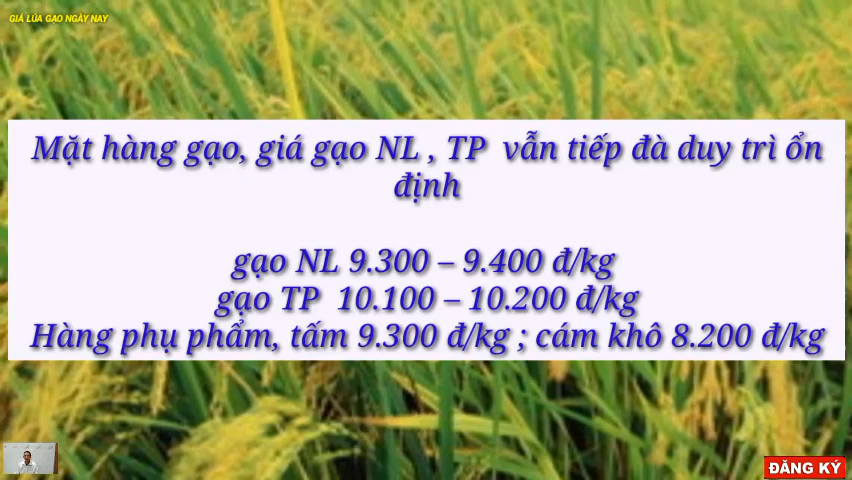 GIÁ LÚA GẠO NGÀY NAY
Mặt hàng gạo, giá gạo NL , TP vẫn tiếp đà duy trì ổn
định
gạo NL 9.300 – 9.400 đ/kg
gạo TP 10.100 – 10.200 đ/kg
Hàng phụ phẩm, tấm 9.300 đ/kg ; cám khô 8.200 đ/kg
ĐĂNG KÝ